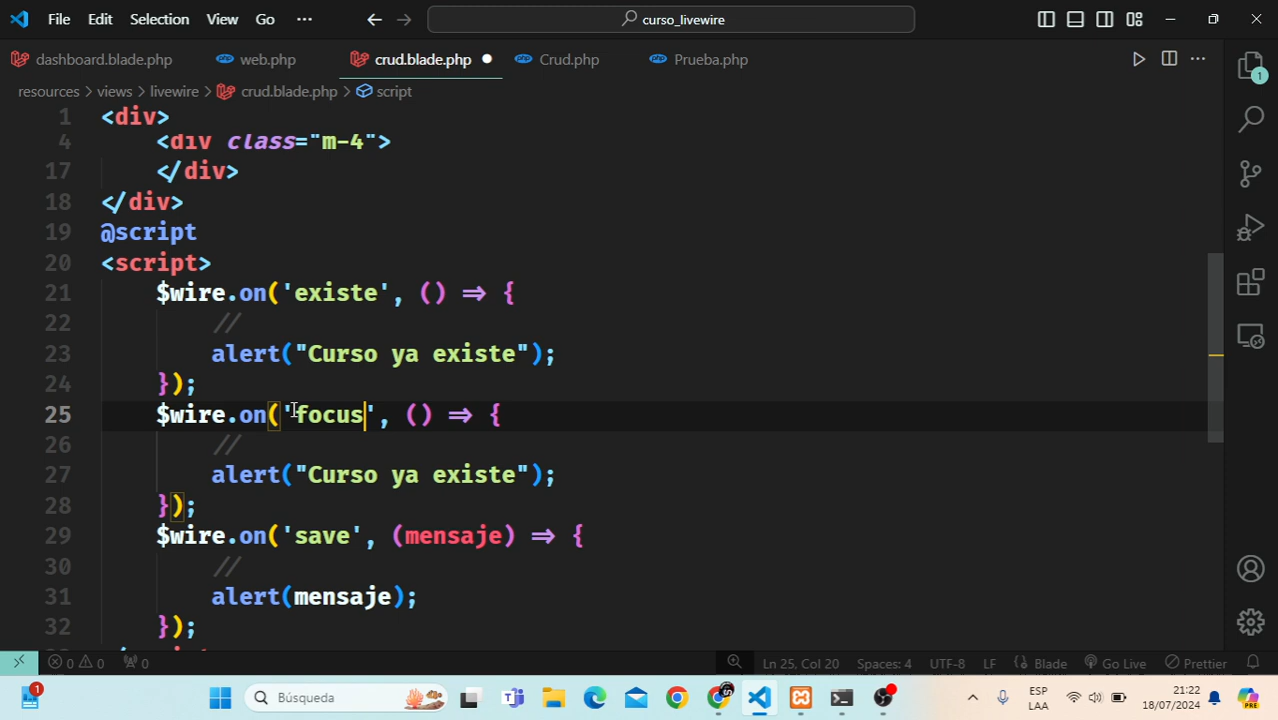 File Edit Selection View Go ··· curso_livewire
dashboard.blade.php web.php crud.blade.php Crud.php Prueba.php
resources > views > livewire > crud.blade.php > script
1 <div>
4 <div class="m-4">
17 </div>
18 </div>
19 @script
20 <script>
21 $wire.on('existe', () => {
22 //
23 alert("Curso ya existe");
24 });
25 $wire.on('focus', () => {
26 //
27 alert("Curso ya existe");
28 });
29 $wire.on('save', (mensaje) => {
30 //
31 alert(mensaje);
32 });
0 0 0 Ln 25, Col 20 Spaces: 4 UTF-8 LF Blade Go Live Prettier
1 Búsqueda ESP LAA 21:22 18/07/2024